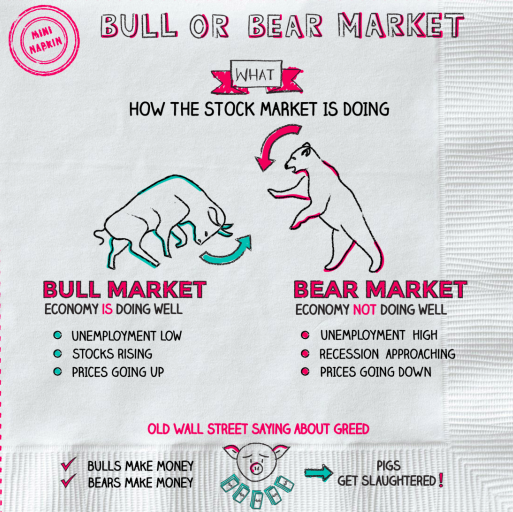 MINI
NAPKIN
BULL OR BEAR MARKET
WHAT
HOW THE STOCK MARKET IS DOING
BULL MARKET
ECONOMY IS DOING WELL
UNEMPLOYMENT LOW
STOCKS RISING
PRICES GOING UP
BEAR MARKET
ECONOMY NOT DOING WELL
UNEMPLOYMENT HIGH
RECESSION APPROACHING
PRICES GOING DOWN
OLD WALL STREET SAYING ABOUT GREED
BULLS MAKE MONEY
BEARS MAKE MONEY
PIGS
GET SLAUGHTERED!